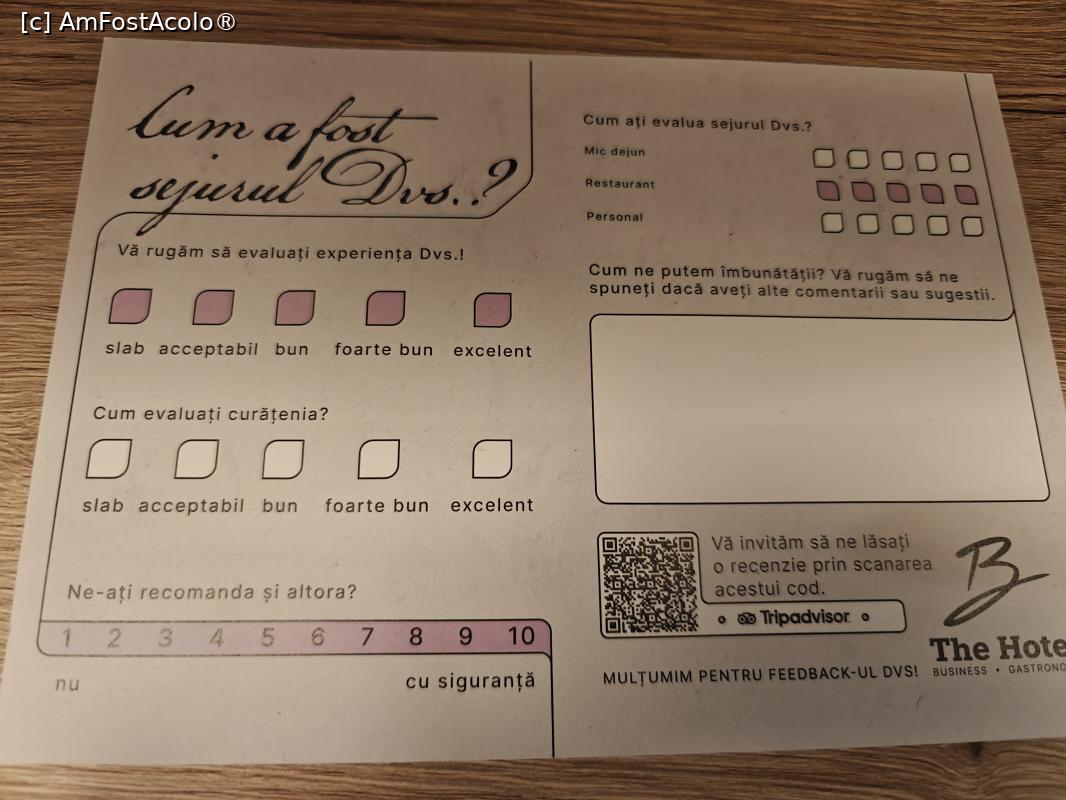 [c] AmFostAcolo®
Cum a fost
sejurul Dvs..?
Vă rugăm să evaluați experiența Dvs.!
slab acceptabil bun foarte bun excelent
Cum evaluați curățenia?
slab acceptabil bun foarte bun excelent
Ne-ați recomanda și altora?
1 2 3 4 5 6 7 8 9 10
nu cu siguranță
Cum ați evalua sejurul Dvs.?
Mic dejun
Restaurant
Personal
Cum ne putem îmbunătății? Vă rugăm să ne
spuneți dacă aveți alte comentarii sau sugestii.
Vă invităm să ne lăsați
o recenzie prin scanarea
acestui cod.
Tripadvisor
MULȚUMIM PENTRU FEEDBACK-UL DVS!
B
The Hote
BUSINESS • GASTRONO